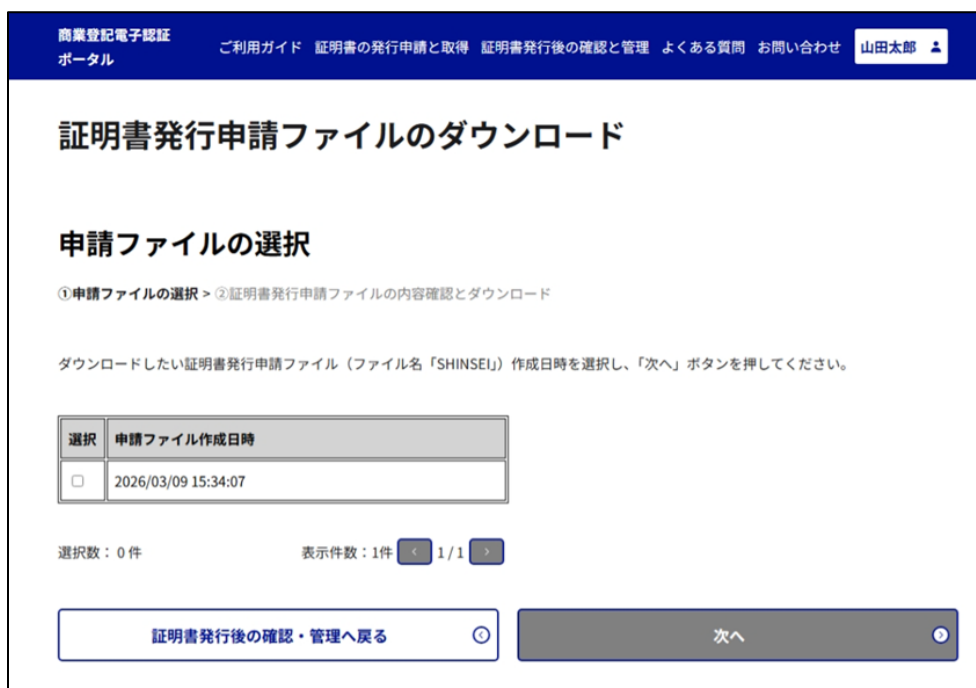 商業登記電子認証
ポータル
ご利用ガイド 証明書の発行申請と取得 証明書発行後の確認と管理 よくある質問 お問い合わせ 山田太郎
証明書発行申請ファイルのダウンロード
申請ファイルの選択
①申請ファイルの選択 > ②証明書発行申請ファイルの内容確認とダウンロード
ダウンロードしたい証明書発行申請ファイル（ファイル名「SHINSEI」）作成日時を選択し、「次へ」ボタンを押してください。
選択 申請ファイル作成日時
2026/03/09 15:34:07
選択数： 0 件 表示件数：1件 < 1 / 1 >
証明書発行後の確認・管理へ戻る 次へ